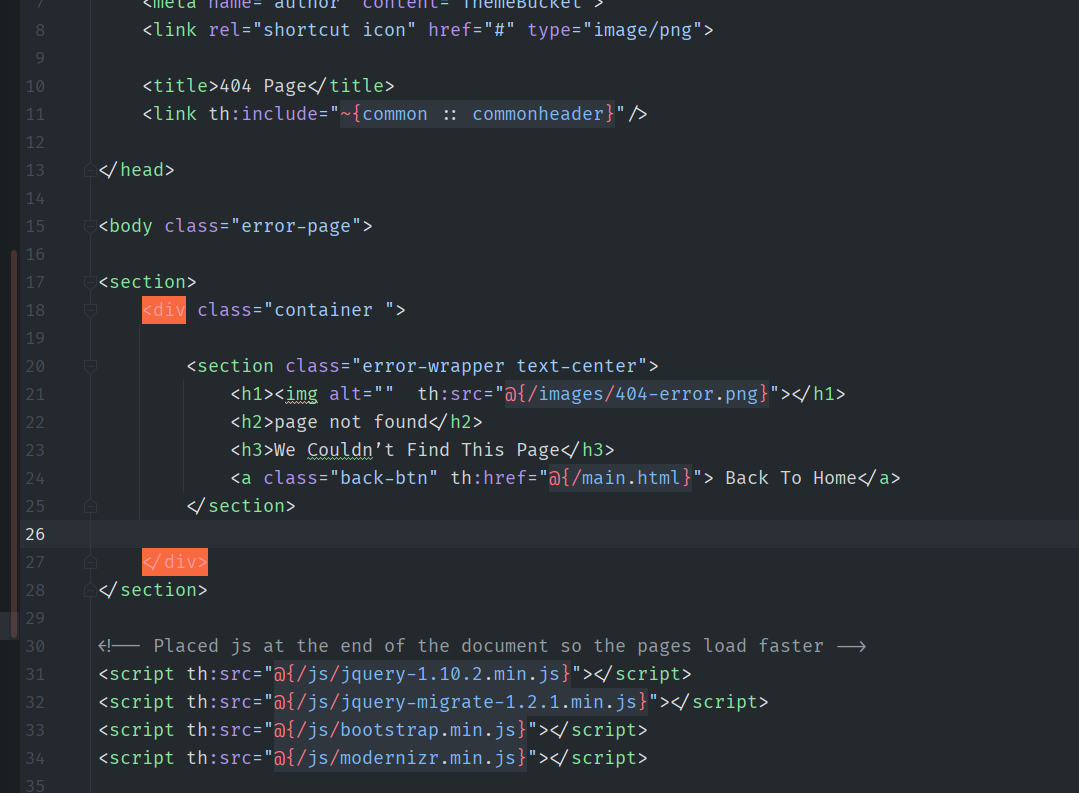 7 <meta name="author" content="ThemeBucket">
8 <link rel="shortcut icon" href="#" type="image/png">
9
10 <title>404 Page</title>
11 <link th:include="~{common :: commonheader}"/>
12
13 </head>
14
15 <body class="error-page">
16
17 <section>
18 <div class="container ">
19
20 <section class="error-wrapper text-center">
21 <h1><img alt=""  th:src="@{/images/404-error.png}"></h1>
22 <h2>page not found</h2>
23 <h3>We Couldn’t Find This Page</h3>
24 <a class="back-btn" th:href="@{/main.html}"> Back To Home</a>
25 </section>
26
27 </div>
28 </section>
29
30 <!-- Placed js at the end of the document so the pages load faster -->
31 <script th:src="@{/js/jquery-1.10.2.min.js}"></script>
32 <script th:src="@{/js/jquery-migrate-1.2.1.min.js}"></script>
33 <script th:src="@{/js/bootstrap.min.js}"></script>
34 <script th:src="@{/js/modernizr.min.js}"></script>
35